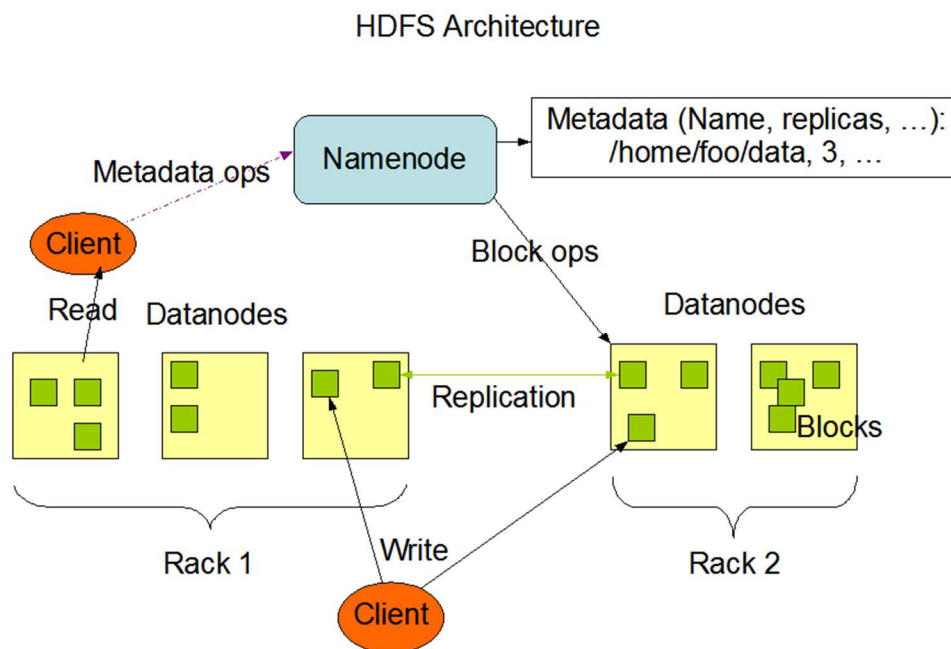 HDFS Architecture
Metadata (Name, replicas, …):
/home/foo/data, 3, …
Namenode
Metadata ops
Client
Block ops
Read
Datanodes
Datanodes
Replication
Blocks
Rack 1
Write
Rack 2
Client